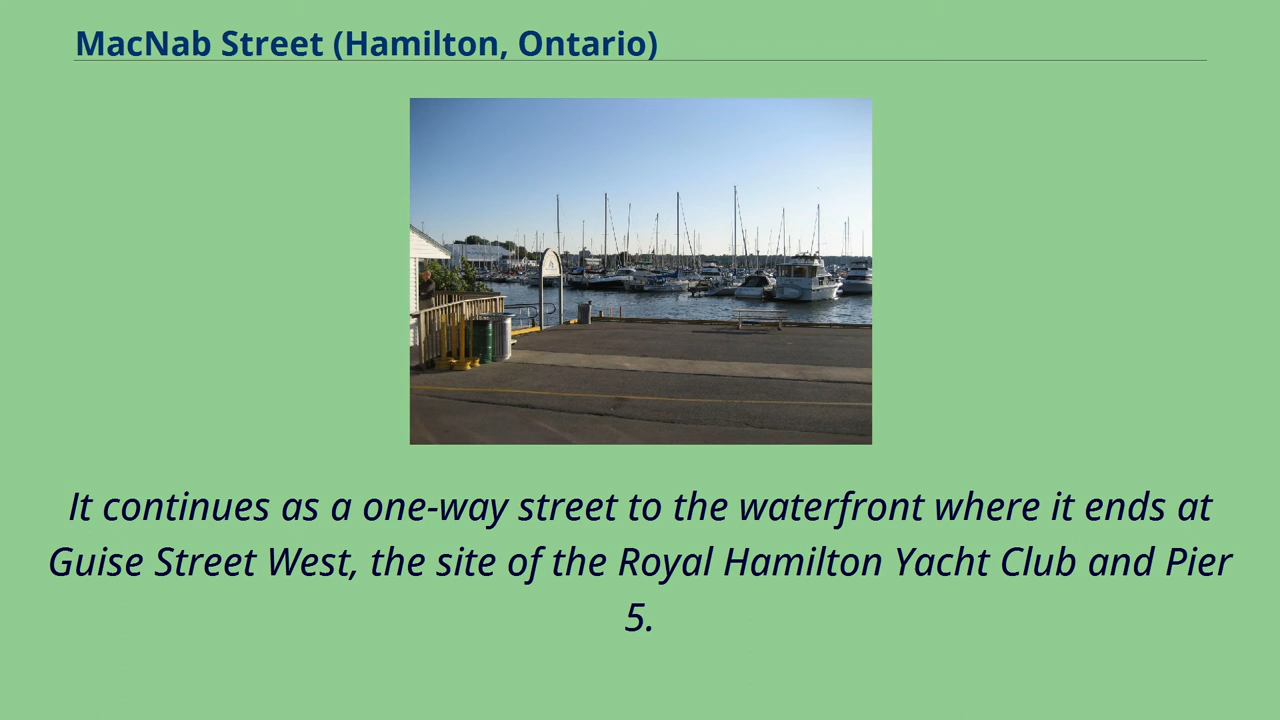 MacNab Street (Hamilton, Ontario)
It continues as a one-way street to the waterfront where it ends at
Guise Street West, the site of the Royal Hamilton Yacht Club and Pier
5.